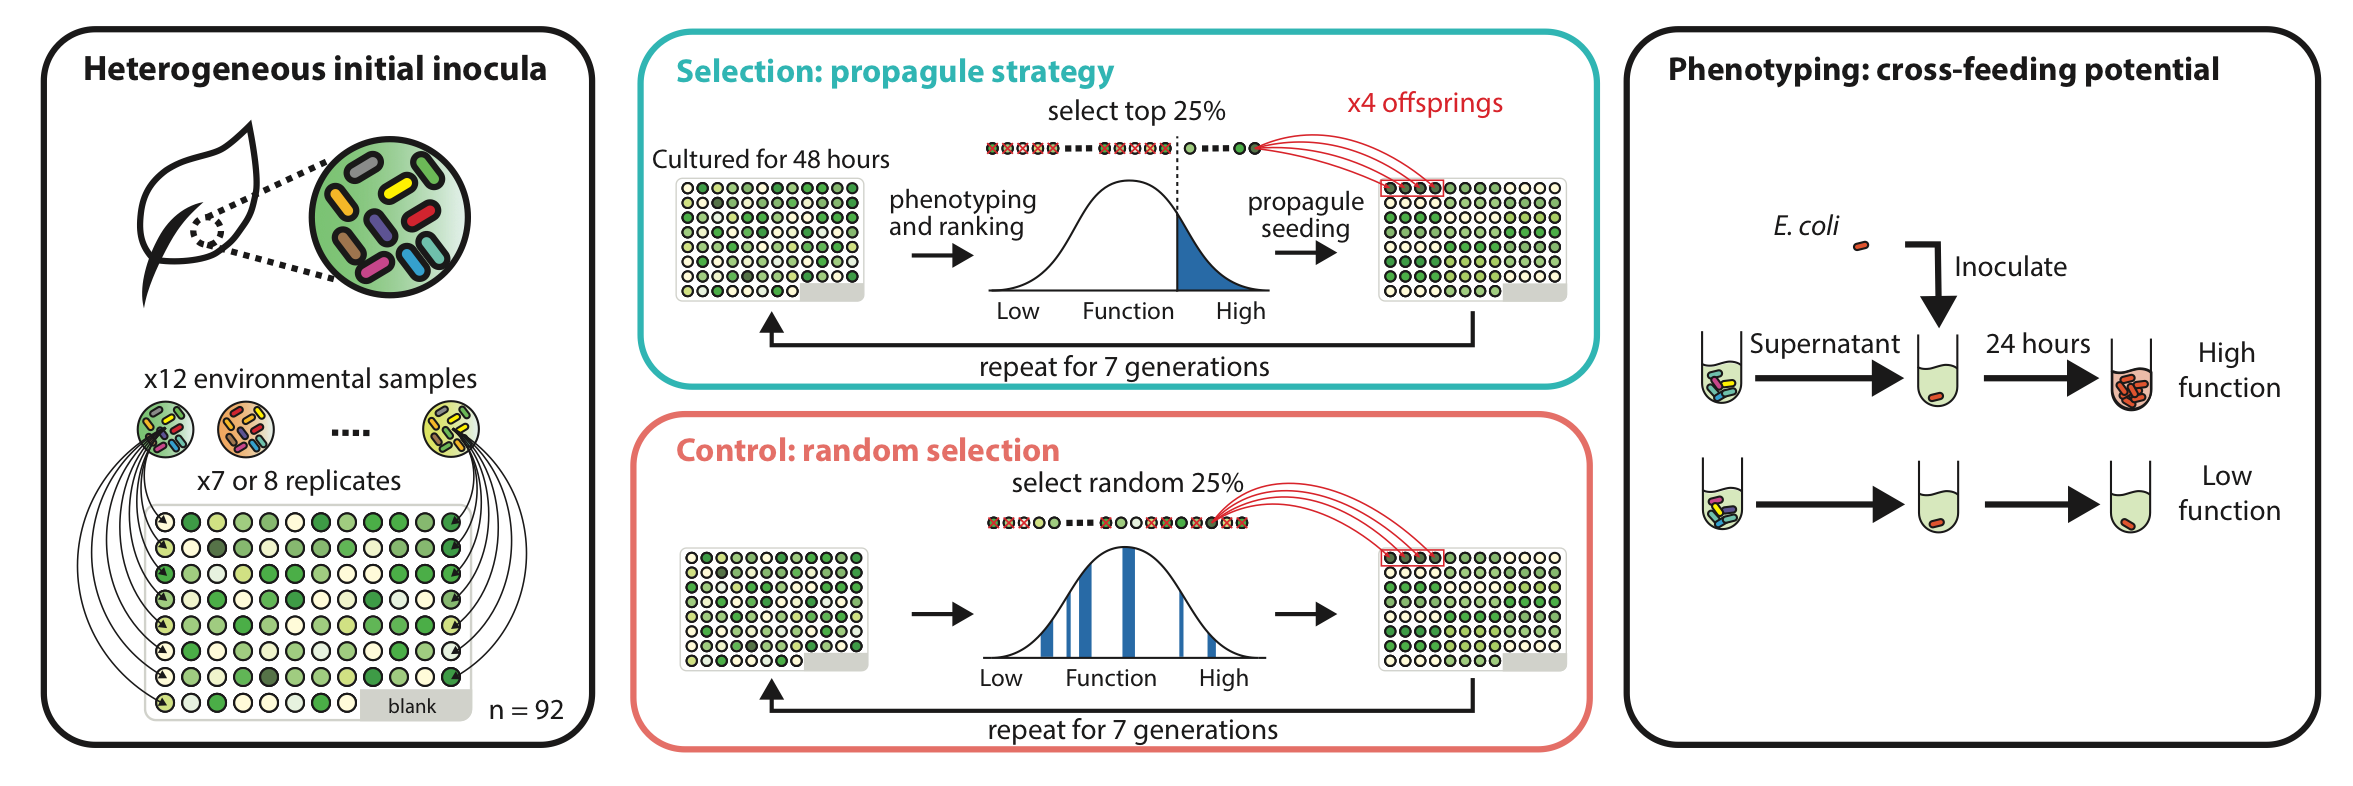 Heterogeneous initial inocula
x12 environmental samples
x7 or 8 replicates
blank
n = 92
Selection: propagule strategy
select top 25%
x4 offsprings
Cultured for 48 hours
phenotyping
and ranking
propagule
seeding
Low
Function
High
repeat for 7 generations
Control: random selection
select random 25%
Low
Function
High
repeat for 7 generations
Phenotyping: cross-feeding potential
E. coli
Inoculate
Supernatant
24 hours
High
function
Low
function